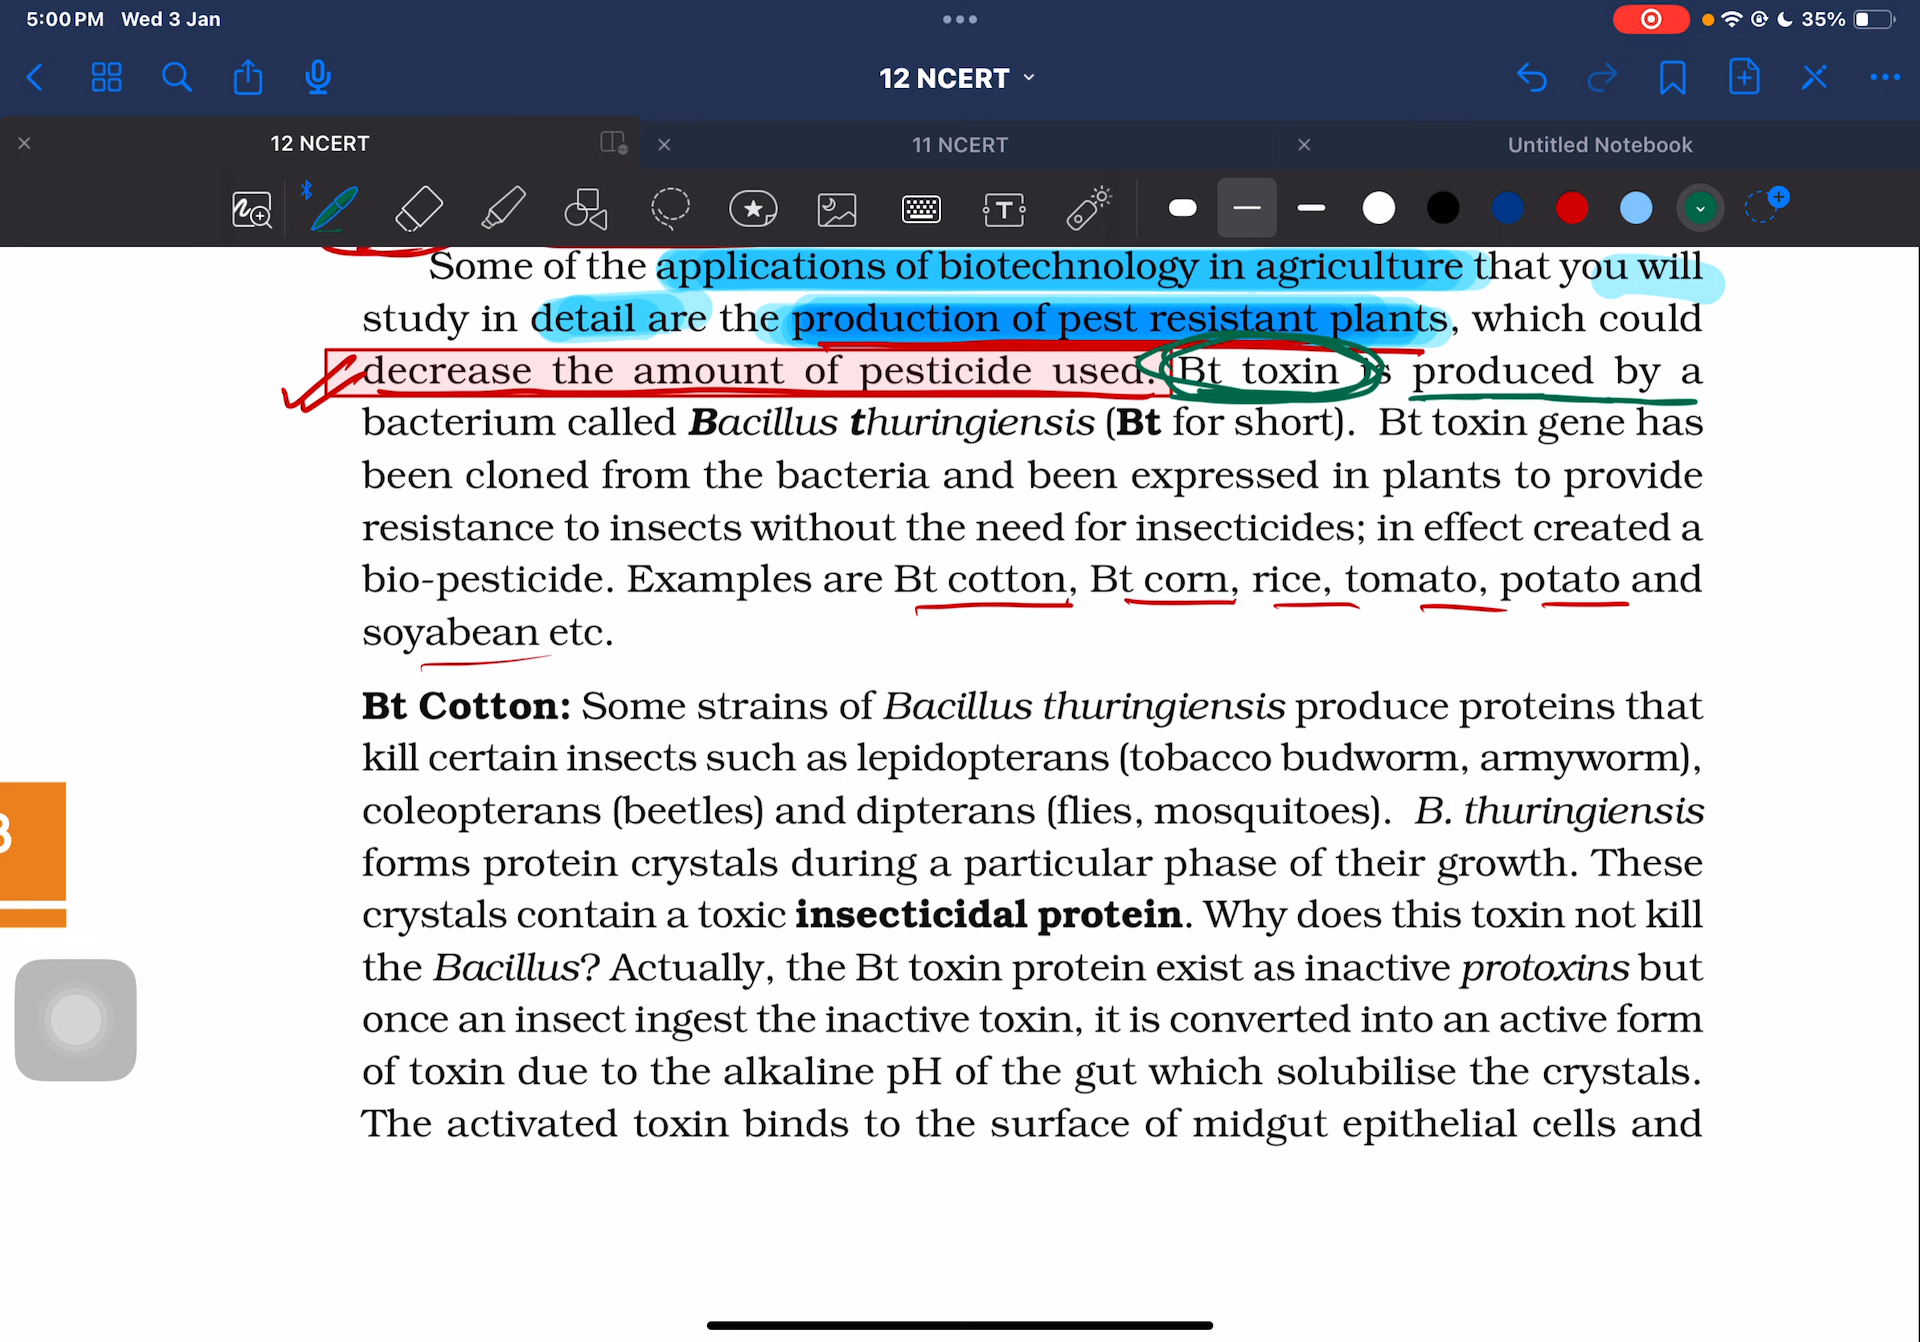 5:00 PM Wed 3 Jan
35%
12 NCERT
12 NCERT
11 NCERT
Untitled Notebook
Some of the applications of biotechnology in agriculture that you will
study in detail are the production of pest resistant plants, which could
decrease the amount of pesticide used. Bt toxin is produced by a
bacterium called Bacillus thuringiensis (Bt for short). Bt toxin gene has
been cloned from the bacteria and been expressed in plants to provide
resistance to insects without the need for insecticides; in effect created a
bio-pesticide. Examples are Bt cotton, Bt corn, rice, tomato, potato and
soyabean etc.
Bt Cotton: Some strains of Bacillus thuringiensis produce proteins that
kill certain insects such as lepidopterans (tobacco budworm, armyworm),
coleopterans (beetles) and dipterans (flies, mosquitoes). B. thuringiensis
forms protein crystals during a particular phase of their growth. These
crystals contain a toxic insecticidal protein. Why does this toxin not kill
the Bacillus? Actually, the Bt toxin protein exist as inactive protoxins but
once an insect ingest the inactive toxin, it is converted into an active form
of toxin due to the alkaline pH of the gut which solubilise the crystals.
The activated toxin binds to the surface of midgut epithelial cells and